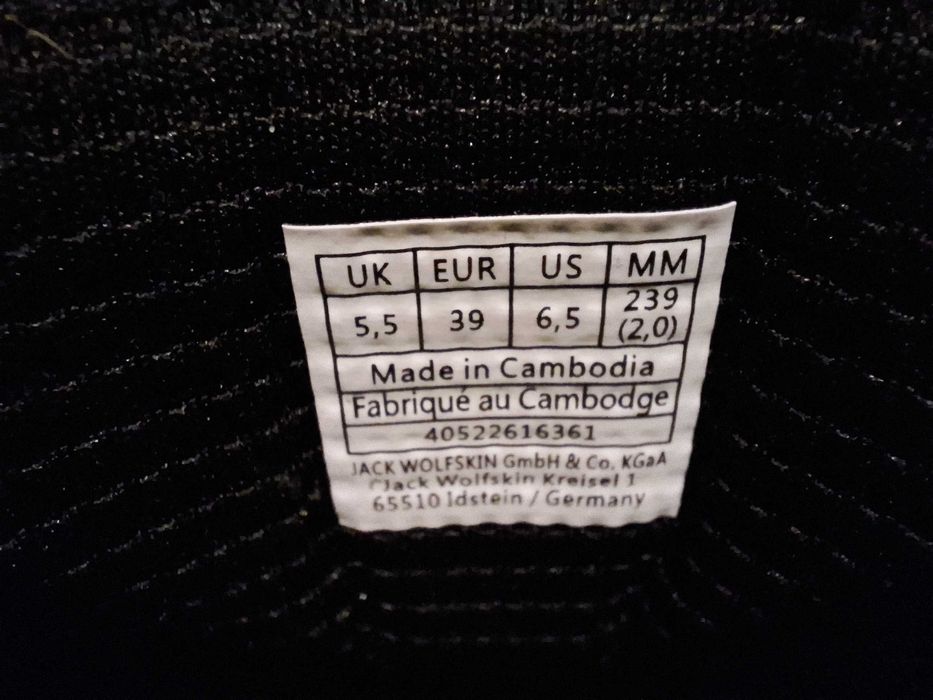 UK EUR US MM
5,5 39 6,5 239
(2,0)
Made in Cambodia
Fabriqué au Cambodge
40522616361
JACK WOLFSKIN GmbH & Co. KGaA
Jack Wolfskin Kreisel 1
65510 Idstein / Germany